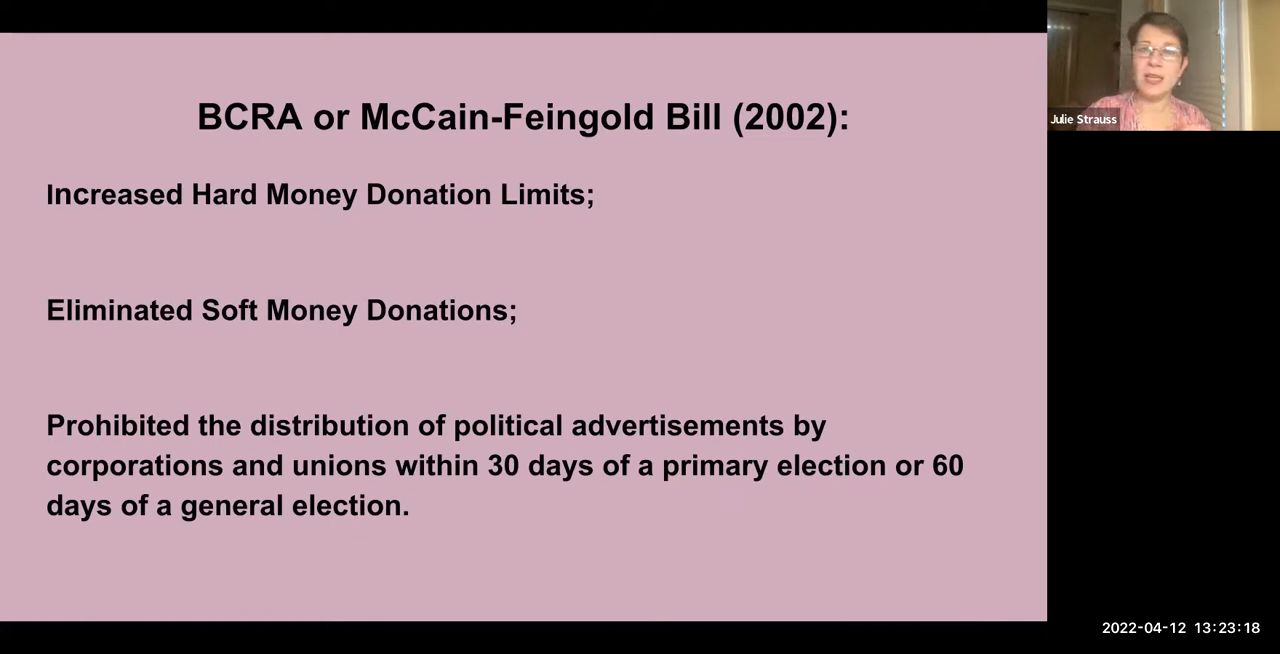 BCRA or McCain-Feingold Bill (2002):
Increased Hard Money Donation Limits;
Eliminated Soft Money Donations;
Prohibited the distribution of political advertisements by
corporations and unions within 30 days of a primary election or 60
days of a general election.
Julie Strauss
2022-04-12 13:23:18